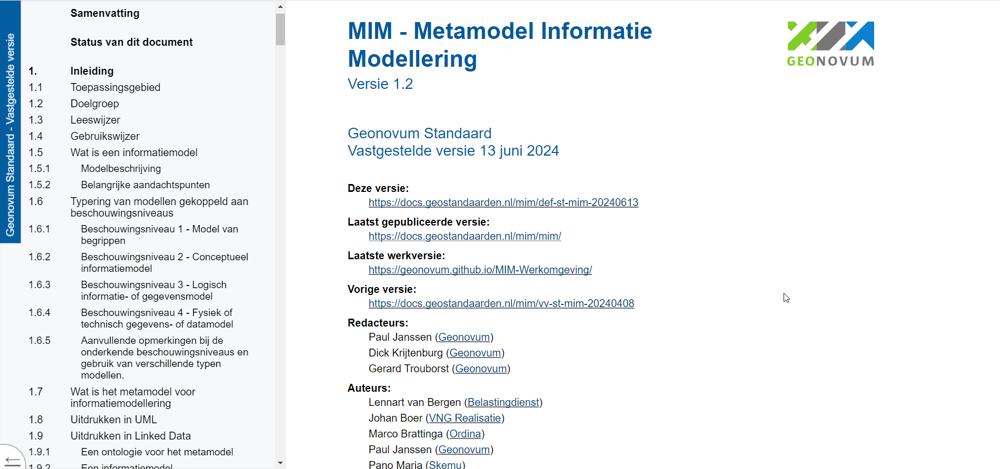 Geonovum Standaard - Vastgestelde versie
Samenvatting
Status van dit document
1. Inleiding
1.1 Toepassingsgebied
1.2 Doelgroep
1.3 Leeswijzer
1.4 Gebruikswijzer
1.5 Wat is een informatiemodel
1.5.1 Modelbeschrijving
1.5.2 Belangrijke aandachtspunten
1.6 Typering van modellen gekoppeld aan
beschouwingsniveaus
1.6.1 Beschouwingsniveau 1 - Model van
begrippen
1.6.2 Beschouwingsniveau 2 - Conceptueel
informatiemodel
1.6.3 Beschouwingsniveau 3 - Logisch
informatie- of gegevensmodel
1.6.4 Beschouwingsniveau 4 - Fysiek of
technisch gegevens- of datamodel
1.6.5 Aanvullende opmerkingen bij de
onderkende beschouwingsniveaus en
gebruik van verschillende typen
modellen.
1.7 Wat is het metamodel voor
informatiemodellering
1.8 Uitdrukken in UML
1.9 Uitdrukken in Linked Data
1.9.1 Een ontologie voor het metamodel
1.9.2 Een informatiemodel
MIM - Metamodel Informatie
Modellering
Versie 1.2
GEONOVUM
Geonovum Standaard
Vastgestelde versie 13 juni 2024
Deze versie:
https://docs.geostandaarden.nl/mim/def-st-mim-20240613
Laatst gepubliceerde versie:
https://docs.geostandaarden.nl/mim/mim/
Laatste werkversie:
https://geonovum.github.io/MIM-Werkomgeving/
Vorige versie:
https://docs.geostandaarden.nl/mim/vv-st-mim-20240408
Redacteurs:
Paul Janssen (Geonovum)
Dick Krijtenburg (Geonovum)
Gerard Trouborst (Geonovum)
Auteurs:
Lennart van Bergen (Belastingdienst)
Johan Boer (VNG Realisatie)
Marco Brattinga (Ordina)
Paul Janssen (Geonovum)
Pano Maria (Skemu)